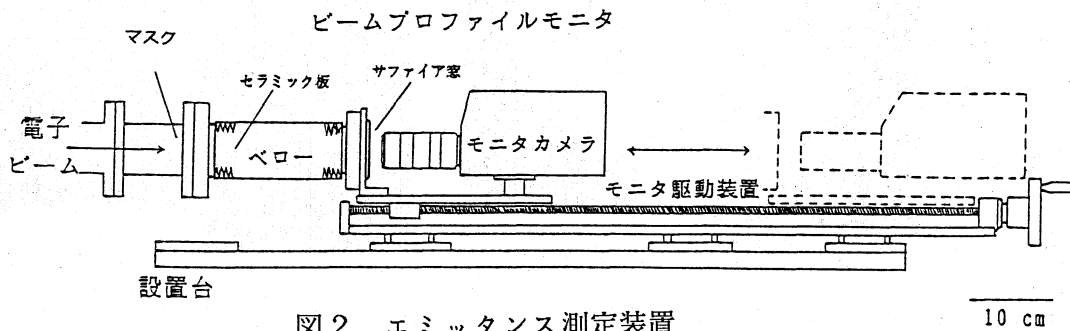 ビームプロファイルモニタ
マスク
セラミック板
サファイア窓
電子
ビーム
ベロー
モニタカメラ
モニタ駆動装置
設置台
図2 エミッタンス測定装置
10 cm